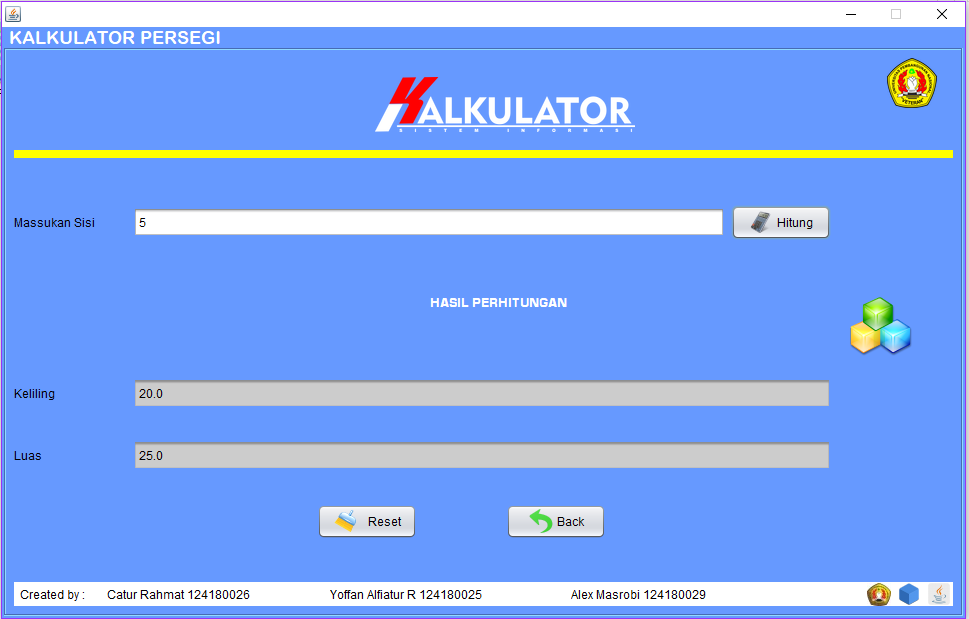 KALKULATOR PERSEGI
KALKULATOR
SISTEM INFORMASI
Massukan Sisi
5
Hitung
HASIL PERHITUNGAN
Keliling
20.0
Luas
25.0
Reset
Back
Created by :
Catur Rahmat 124180026
Yoffan Alfiatur R 124180025
Alex Masrobi 124180029